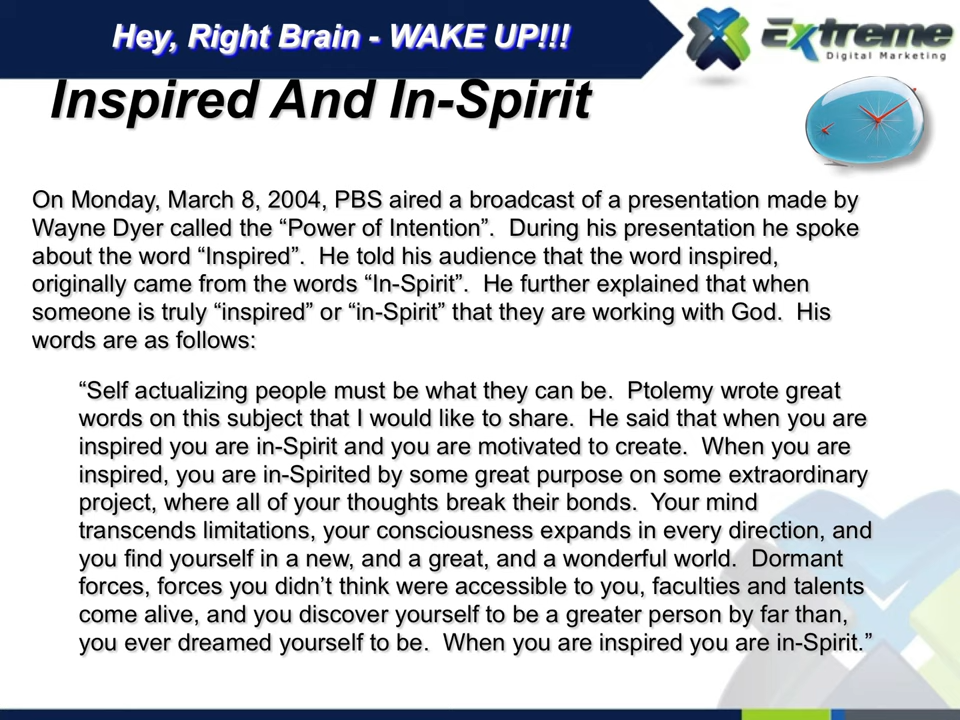 Hey, Right Brain - WAKE UP!!!
Extreme
Digital Marketing
Inspired And In-Spirit
On Monday, March 8, 2004, PBS aired a broadcast of a presentation made by
Wayne Dyer called the “Power of Intention”.  During his presentation he spoke
about the word “Inspired”.  He told his audience that the word inspired,
originally came from the words “In-Spirit”.  He further explained that when
someone is truly “inspired” or “in-Spirit” that they are working with God.  His
words are as follows:
“Self actualizing people must be what they can be.  Ptolemy wrote great
words on this subject that I would like to share.  He said that when you are
inspired you are in-Spirit and you are motivated to create.  When you are
inspired, you are in-Spirited by some great purpose on some extraordinary
project, where all of your thoughts break their bonds.  Your mind
transcends limitations, your consciousness expands in every direction, and
you find yourself in a new, and a great, and a wonderful world.  Dormant
forces, forces you didn’t think were accessible to you, faculties and talents
come alive, and you discover yourself to be a greater person by far than,
you ever dreamed yourself to be.  When you are inspired you are in-Spirit.”